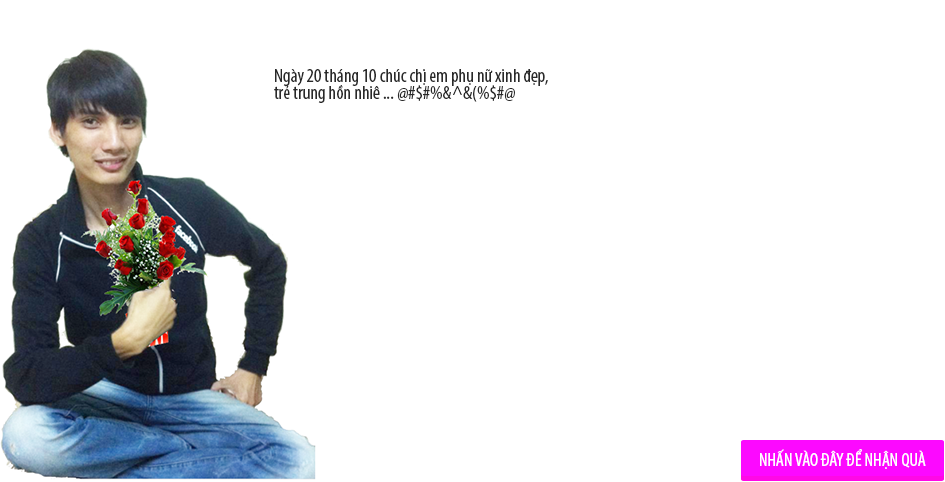 Ngày 20 tháng 10 chúc chị em phụ nữ xinh đẹp,
trẻ trung hồn nhiê ... @#$#%&^&(%$#@
facebook
NHẤN VÀO ĐÂY ĐỂ NHẬN QUÀ